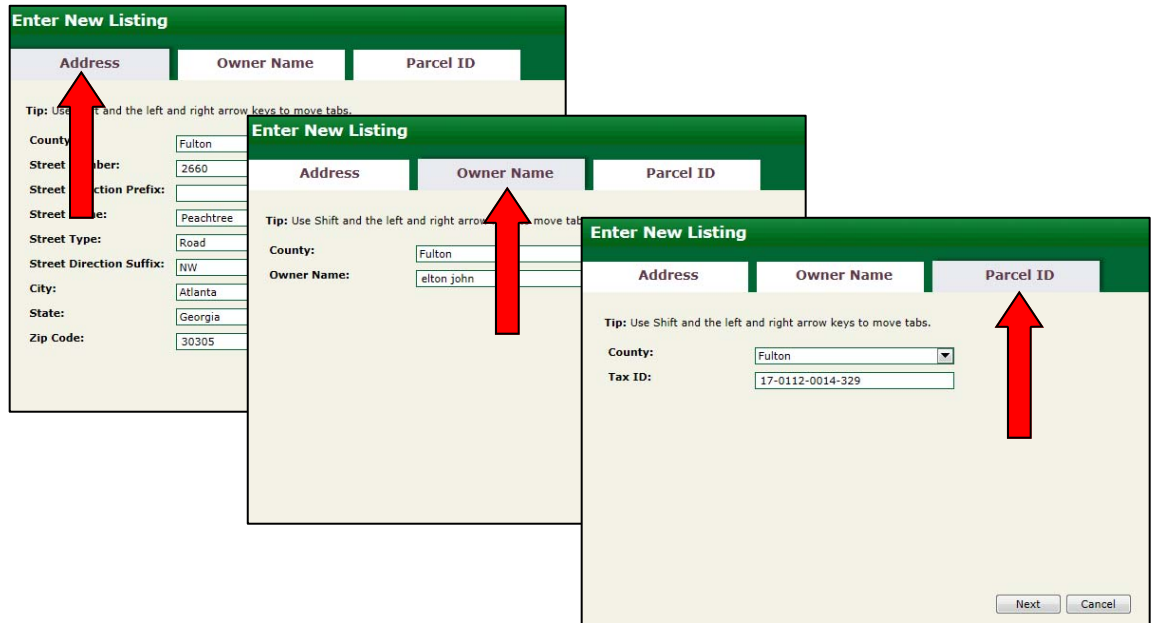 Enter New Listing
Address Owner Name Parcel ID
Tip: Use and the left and right arrow keys to move tabs.
County
Fulton
Street
2660
Street Prefix:
Street
Peachtree
Street Type:
Road
Street Direction Suffix:
NW
City:
Atlanta
State:
Georgia
Zip Code:
30305
Enter New Listing
Address Owner Name Parcel ID
Tip: Use Shift and the left and right move
County:
Fulton
Owner Name:
elton john
Enter New Listing
Address Owner Name Parcel ID
Tip: Use Shift and the left and right arrow keys to move tabs.
County:
Fulton
Tax ID:
17-0112-0014-329
Next Cancel